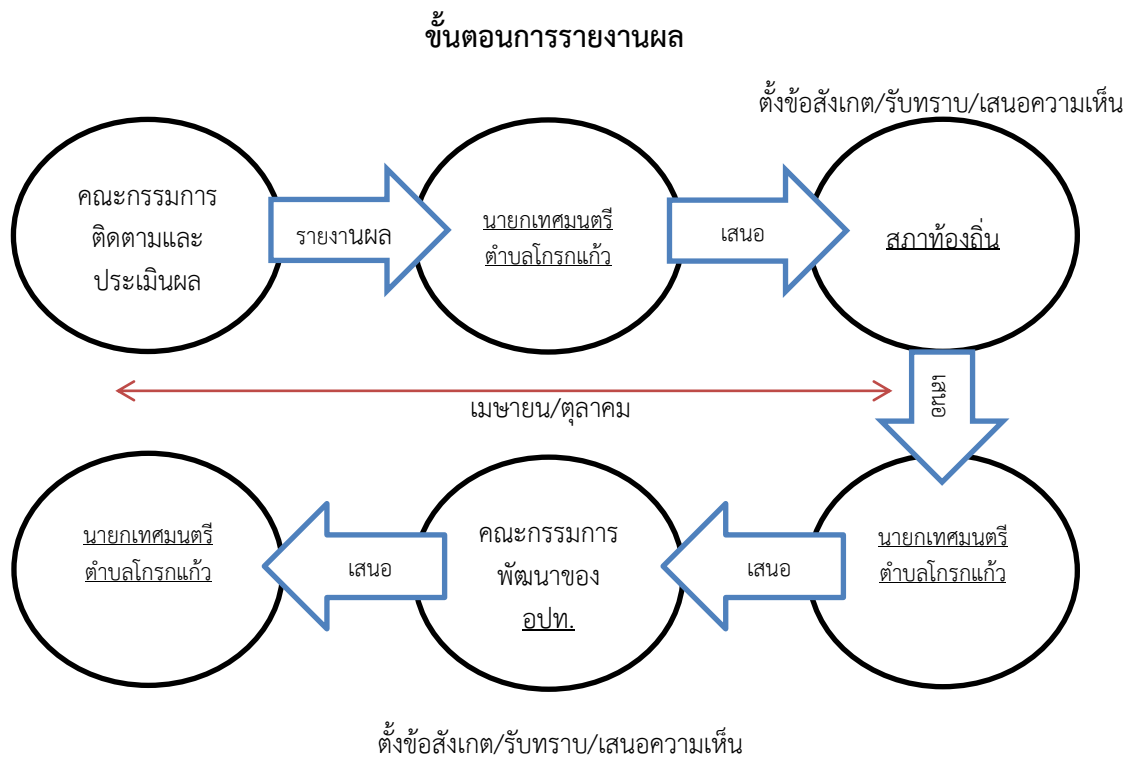 ขั้นตอนการรายงานผล
ตั้งข้อสังเกต/รับทราบ/เสนอความเห็น
คณะกรรมการ
ติดตามและ
ประเมินผล
รายงานผล
นายกเทศมนตรี
ตำบลโกรกแก้ว
เสนอ
สภาท้องถิ่น
เสนอ
เมษายน/ตุลาคม
นายกเทศมนตรี
ตำบลโกรกแก้ว
เสนอ
คณะกรรมการ
พัฒนาของ
อปท.
เสนอ
นายกเทศมนตรี
ตำบลโกรกแก้ว
ตั้งข้อสังเกต/รับทราบ/เสนอความเห็น